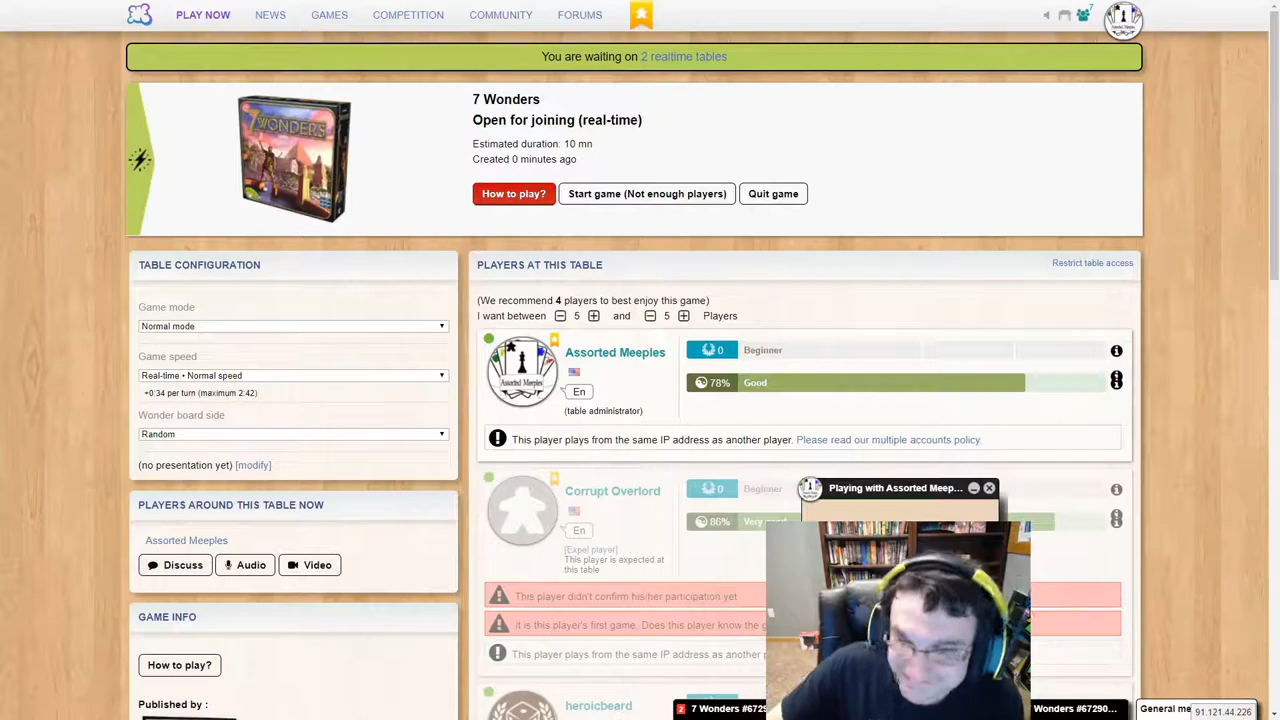 PLAY NOW NEWS GAMES COMPETITION COMMUNITY FORUMS 7
You are waiting on 2 realtime tables
7 WONDERS
7 Wonders
Open for joining (real-time)
Estimated duration: 10 mn
Created 0 minutes ago
How to play? Start game (Not enough players) Quit game
TABLE CONFIGURATION
Game mode
Normal mode
Game speed
Real-time • Normal speed
+0:34 per turn (maximum 2:42)
Wonder board side
Random
(no presentation yet) [modify]
PLAYERS AROUND THIS TABLE NOW
Assorted Meeples
Discuss Audio Video
GAME INFO
How to play?
Published by :
PLAYERS AT THIS TABLE Restrict table access
(We recommend 4 players to best enjoy this game)
I want between 5 and 5 Players
Assorted Meeples
Assorted Meeples 0 Beginner
78% Good
En
(table administrator)
This player plays from the same IP address as another player. Please read our multiple accounts policy.
Corrupt Overlord 0 Beginner
86%
En
[Expel player]
This player is expected at
this table
This player didn't confirm his/her participation yet
It is this player's first game. Does this player know the
This player plays from the same IP address as another
heroicbeard
Playing with Assorted Meep...
2 7 Wonders #6729
Wonders #67290...
General me
91.121.44.226